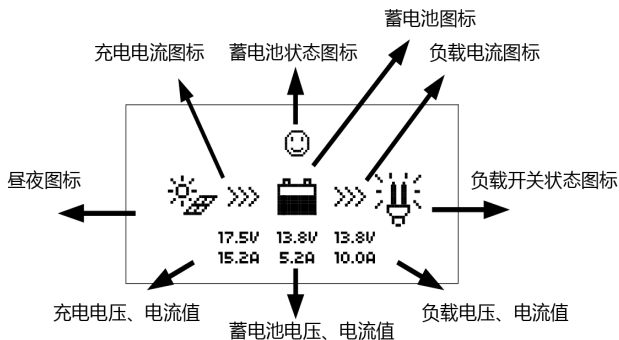 蓄电池图标
充电电流图标
蓄电池状态图标
负载电流图标
昼夜图标
负载开关状态图标
17.5V 13.8V 13.8V
15.2A 5.2A 10.0A
充电电压、电流值
蓄电池电压、电流值
负载电压、电流值